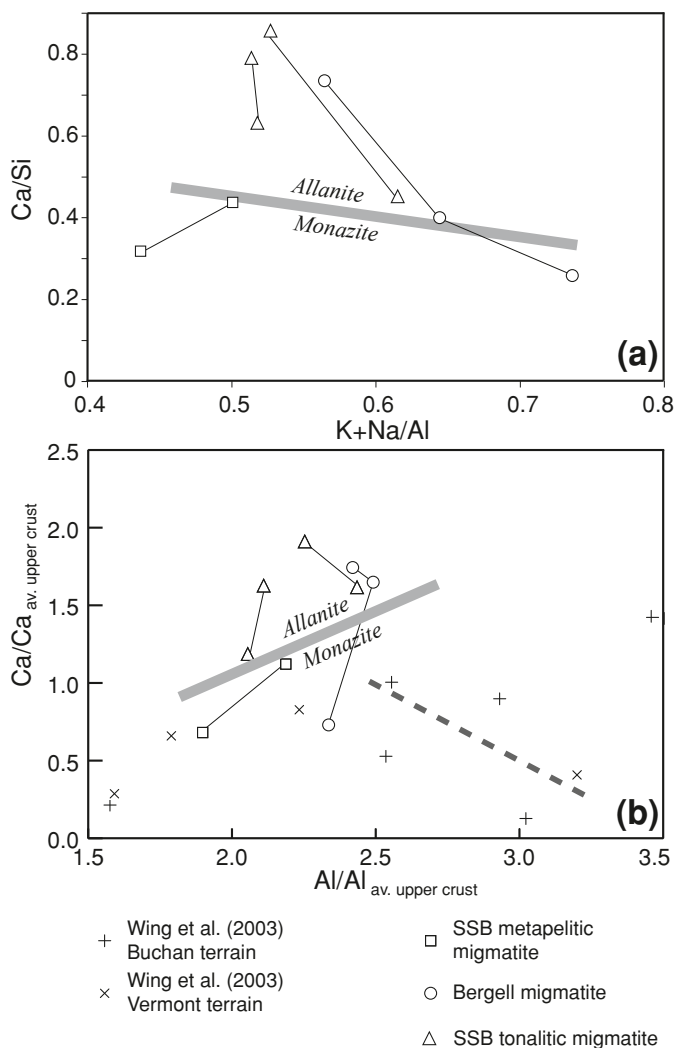 0.8
0.6
0.4
0.2
0
Ca/Si
Allanite
Monazite
(a)
0.4 0.5 0.6 0.7 0.8
K+Na/Al
2.5
2.0
1.5
1.0
0.5
0.0
Ca/Ca av. upper crust
Allanite
Monazite
(b)
1.5 2.0 2.5 3.0 3.5
Al/Al av. upper crust
Wing et al. (2003)
Buchan terrain
Wing et al. (2003)
Vermont terrain
SSB metapelitic
migmatite
Bergell migmatite
SSB tonalitic migmatite